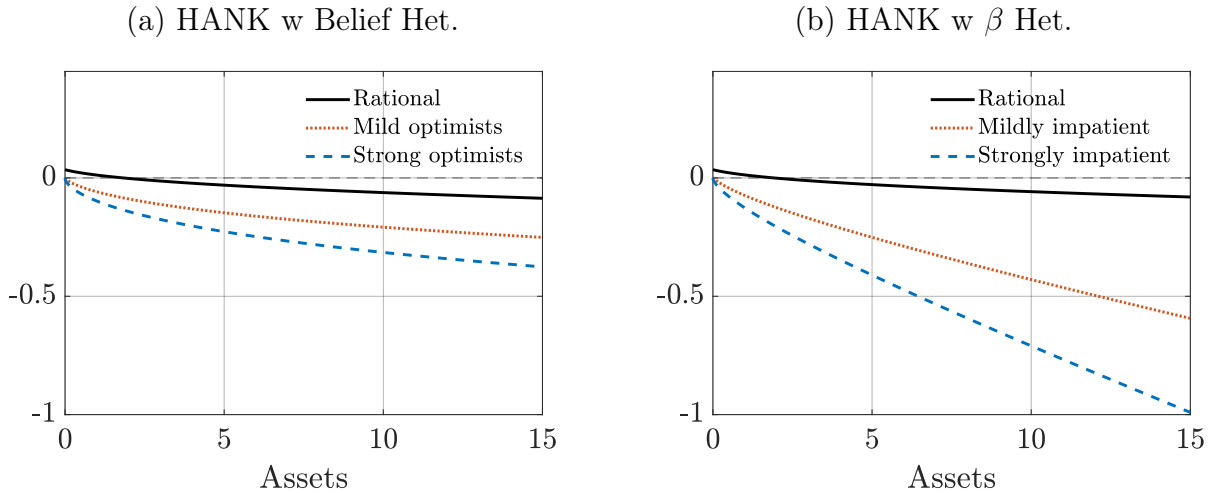 (a) HANK w Belief Het.
Rational
Mild optimists
Strong optimists
0
-0.5
-1
0
5
10
15
Assets
(b) HANK w β Het.
Rational
Mildly impatient
Strongly impatient
0
-0.5
-1
0
5
10
15
Assets